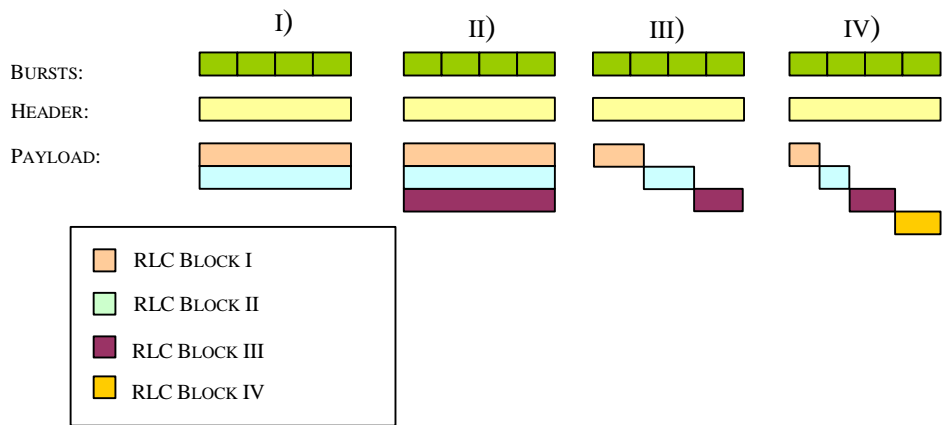 I) II) III) IV)
BURSTS:
HEADER:
PAYLOAD:
RLC BLOCK I
RLC BLOCK II
RLC BLOCK III
RLC BLOCK IV